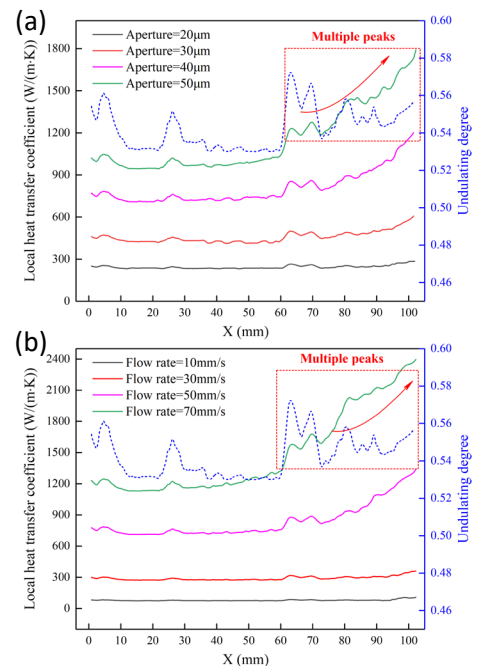 (a)
Aperture=20μm
Aperture=30μm
Aperture=40μm
Aperture=50μm
Multiple peaks
Local heat transfer coefficient (W/(m·K))
1800
1500
1200
900
600
300
0
0.60
0.58
0.56
0.54
0.52
0.50
0.48
0.46
Undulating degree
0 10 20 30 40 50 60 70 80 90 100
X (mm)
(b)
Flow rate=10mm/s
Flow rate=30mm/s
Flow rate=50mm/s
Flow rate=70mm/s
Multiple peaks
Local heat transfer coefficient (W/(m·K))
2400
2100
1800
1500
1200
900
600
300
0
0.60
0.58
0.56
0.54
0.52
0.50
0.48
0.46
Undulating degree
0 10 20 30 40 50 60 70 80 90 100
X (mm)